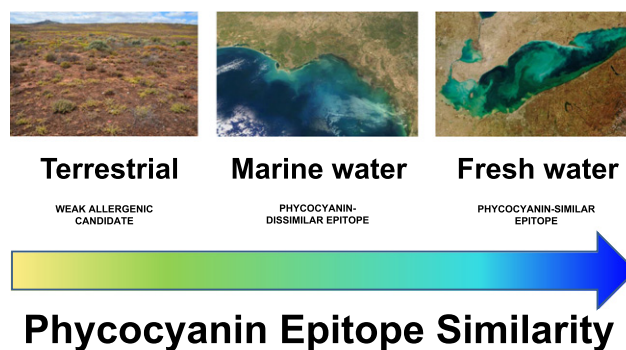 Terrestrial
Marine water
Fresh water
WEAK ALLERGENIC
CANDIDATE
PHYCOCYANIN-
DISSIMILAR EPITOPE
PHYCOCYANIN-SIMILAR
EPITOPE
Phycocyanin Epitope Similarity